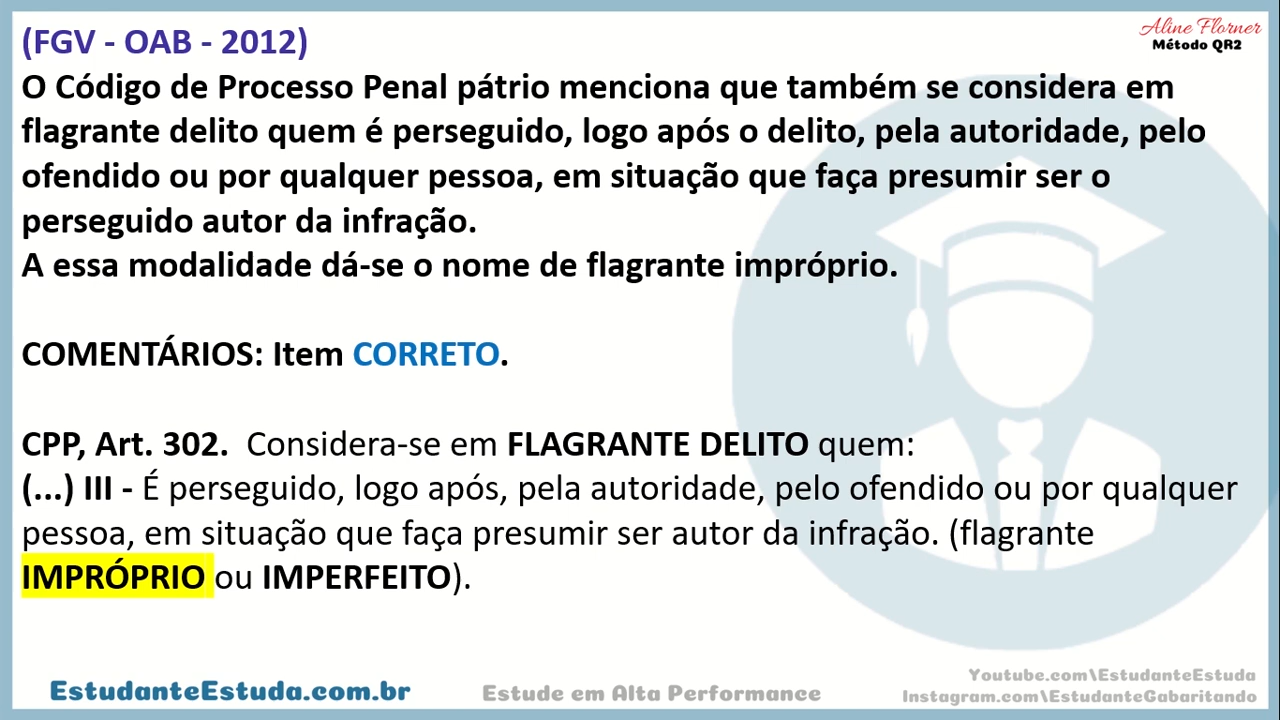 (FGV - OAB - 2012)
Aline Florner
Método QR2
O Código de Processo Penal pátrio menciona que também se considera em
flagrante delito quem é perseguido, logo após o delito, pela autoridade, pelo
ofendido ou por qualquer pessoa, em situação que faça presumir ser o
perseguido autor da infração.
A essa modalidade dá-se o nome de flagrante impróprio.
COMENTÁRIOS: Item CORRETO.
CPP, Art. 302. Considera-se em FLAGRANTE DELITO quem:
(...) III - É perseguido, logo após, pela autoridade, pelo ofendido ou por qualquer
pessoa, em situação que faça presumir ser autor da infração. (flagrante
IMPRÓPRIO ou IMPERFEITO).
EstudanteEstuda.com.br
Estude em Alta Performance
Youtube.com\EstudanteEstuda
Instagram.com\EstudanteGabaritando